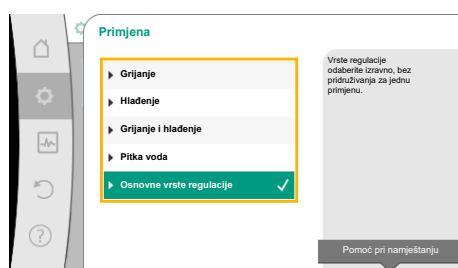 Primjena
Grijanje
Hlađenje
Grijanje i hlađenje
Pitka voda
Osnovne vrste regulacije
Vrste regulacije
odaberite izravno, bez
pridruživanja za jednu
primjenu.
Pomoć pri namještanju